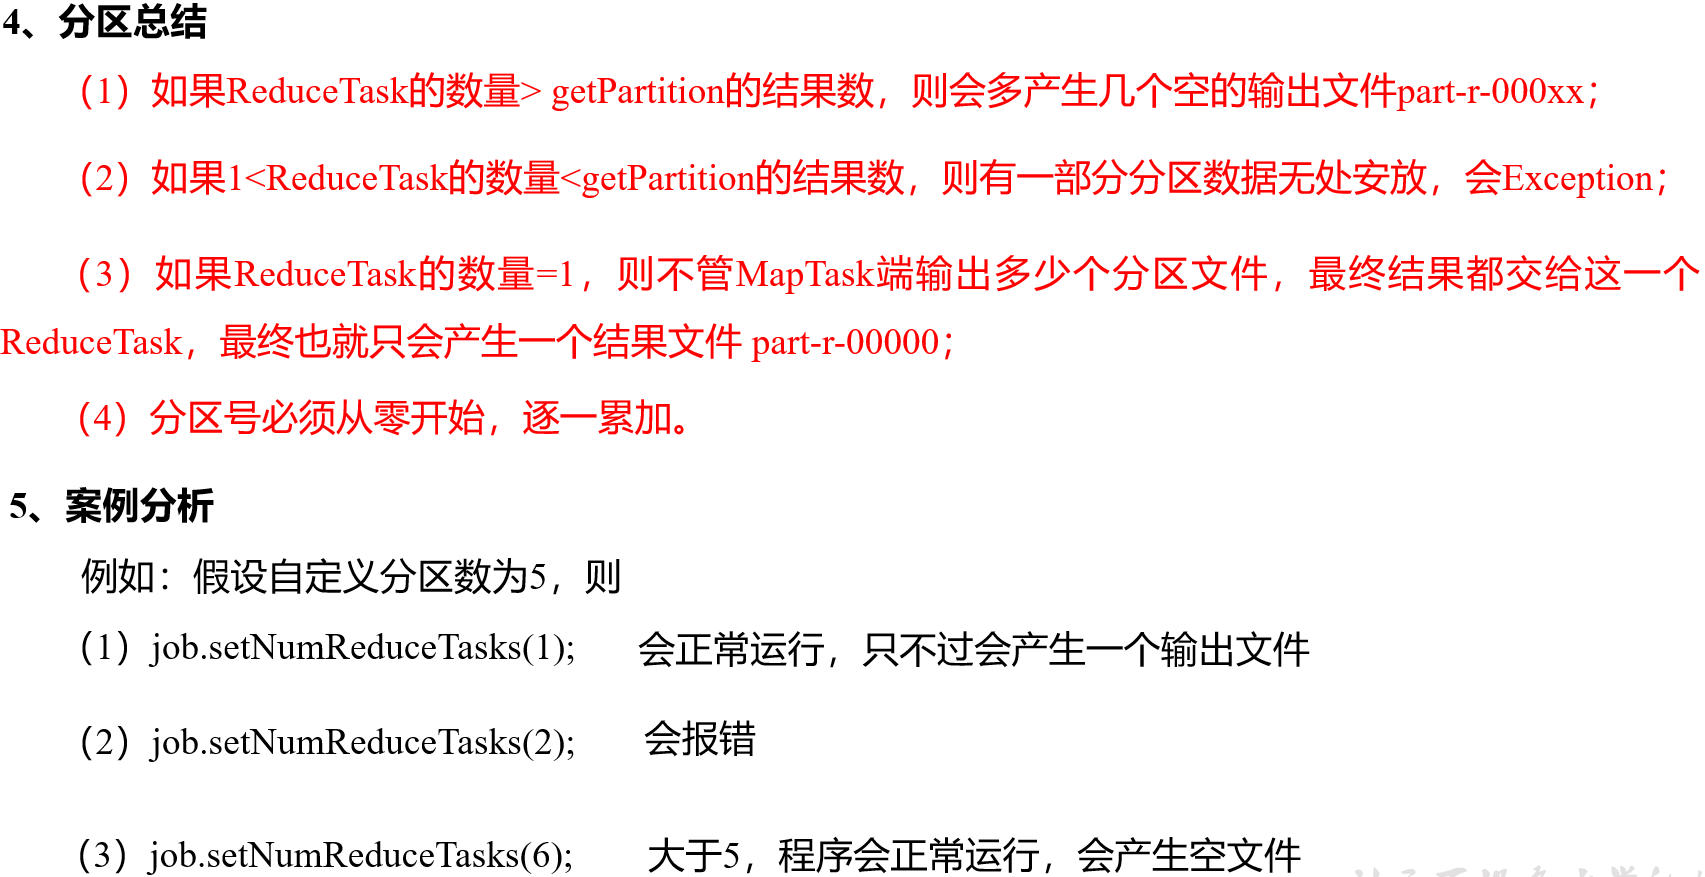 4、分区总结
（1）如果ReduceTask的数量> getPartition的结果数，则会多产生几个空的输出文件part-r-000xx；
（2）如果1<ReduceTask的数量<getPartition的结果数，则有一部分分区数据无处安放，会Exception；
（3）如果ReduceTask的数量=1，则不管MapTask端输出多少个分区文件，最终结果都交给这一个
ReduceTask，最终也就只会产生一个结果文件 part-r-00000；
（4）分区号必须从零开始，逐一累加。
5、案例分析
例如：假设自定义分区数为5，则
（1）job.setNumReduceTasks(1); 会正常运行，只不过会产生一个输出文件
（2）job.setNumReduceTasks(2); 会报错
（3）job.setNumReduceTasks(6); 大于5，程序会正常运行，会产生空文件